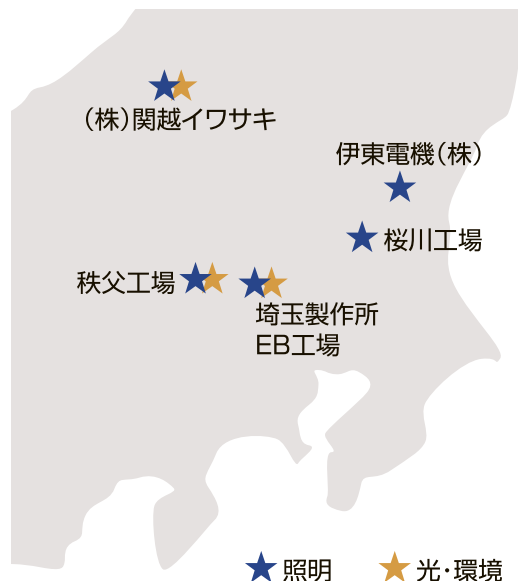 （株）関越イワサキ
伊東電機（株）
桜川工場
秩父工場
埼玉製作所
EB工場
照明
光・環境